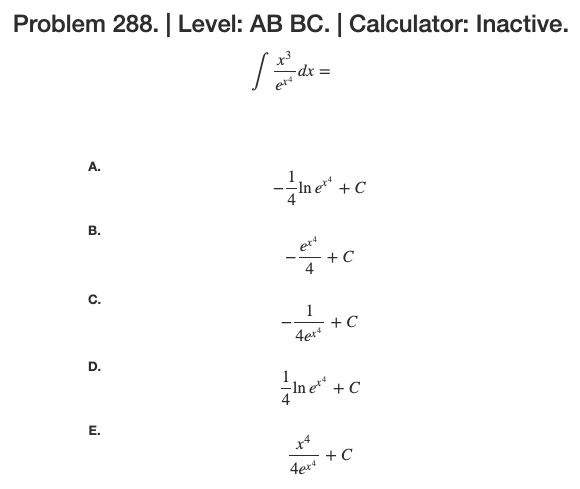 Problem 288. | Level: AB BC. | Calculator: Inactive.
∫ x³/e^(x⁴) dx =
A. −1/4 ln e^(x⁴) + C
B. −e^(x⁴)/4 + C
C. −1/(4e^(x⁴)) + C
D. 1/4 ln e^(x⁴) + C
E. x⁴/(4e^(x⁴)) + C